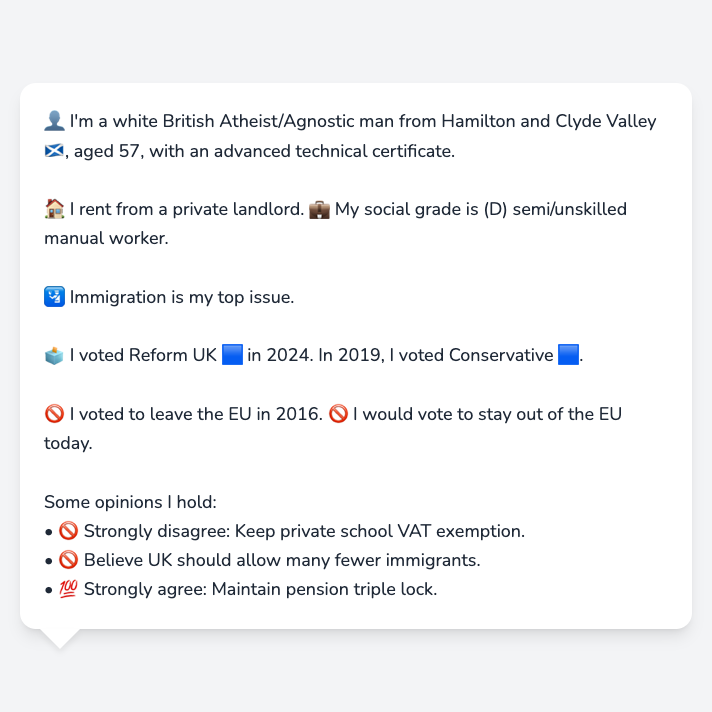 👤 I'm a white British Atheist/Agnostic man from Hamilton and Clyde Valley
🏴󠁧󠁢󠁳󠁣󠁴󠁿, aged 57, with an advanced technical certificate.
🏠 I rent from a private landlord. 💼 My social grade is (D) semi/unskilled
manual worker.
🛂 Immigration is my top issue.
🗳️ I voted Reform UK 🟦 in 2024. In 2019, I voted Conservative 🟦.
🚫 I voted to leave the EU in 2016. 🚫 I would vote to stay out of the EU
today.
Some opinions I hold:
• 🚫 Strongly disagree: Keep private school VAT exemption.
• 🚫 Believe UK should allow many fewer immigrants.
• 💯 Strongly agree: Maintain pension triple lock.